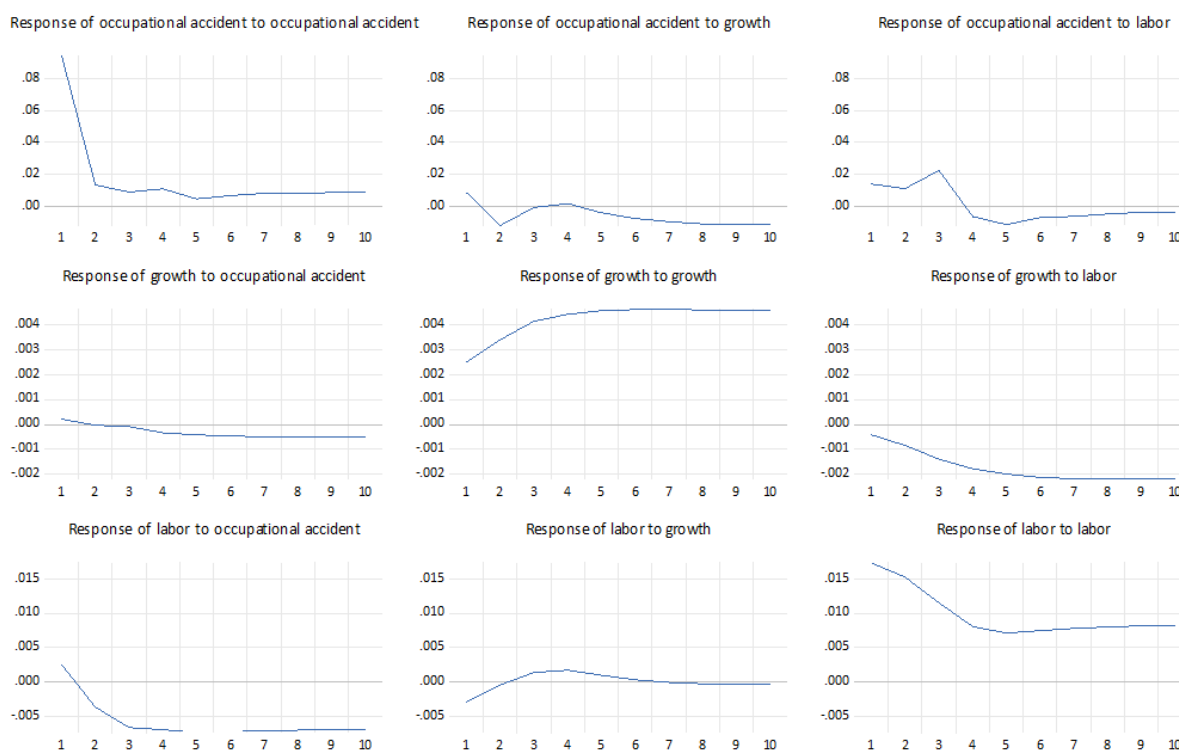 Response of occupational accident to occupational accident
Response of occupational accident to growth
Response of occupational accident to labor
.08
.06
.04
.02
.00
1 2 3 4 5 6 7 8 9 10
.08
.06
.04
.02
.00
1 2 3 4 5 6 7 8 9 10
.08
.06
.04
.02
.00
1 2 3 4 5 6 7 8 9 10
Response of growth to occupational accident
Response of growth to growth
Response of growth to labor
.004
.003
.002
.001
.000
-.001
-.002
1 2 3 4 5 6 7 8 9 10
.004
.003
.002
.001
.000
-.001
-.002
1 2 3 4 5 6 7 8 9 10
.004
.003
.002
.001
.000
-.001
-.002
1 2 3 4 5 6 7 8 9 10
Response of labor to occupational accident
Response of labor to growth
Response of labor to labor
.015
.010
.005
.000
-.005
1 2 3 4 5 6 7 8 9 10
.015
.010
.005
.000
-.005
1 2 3 4 5 6 7 8 9 10
.015
.010
.005
.000
-.005
1 2 3 4 5 6 7 8 9 10